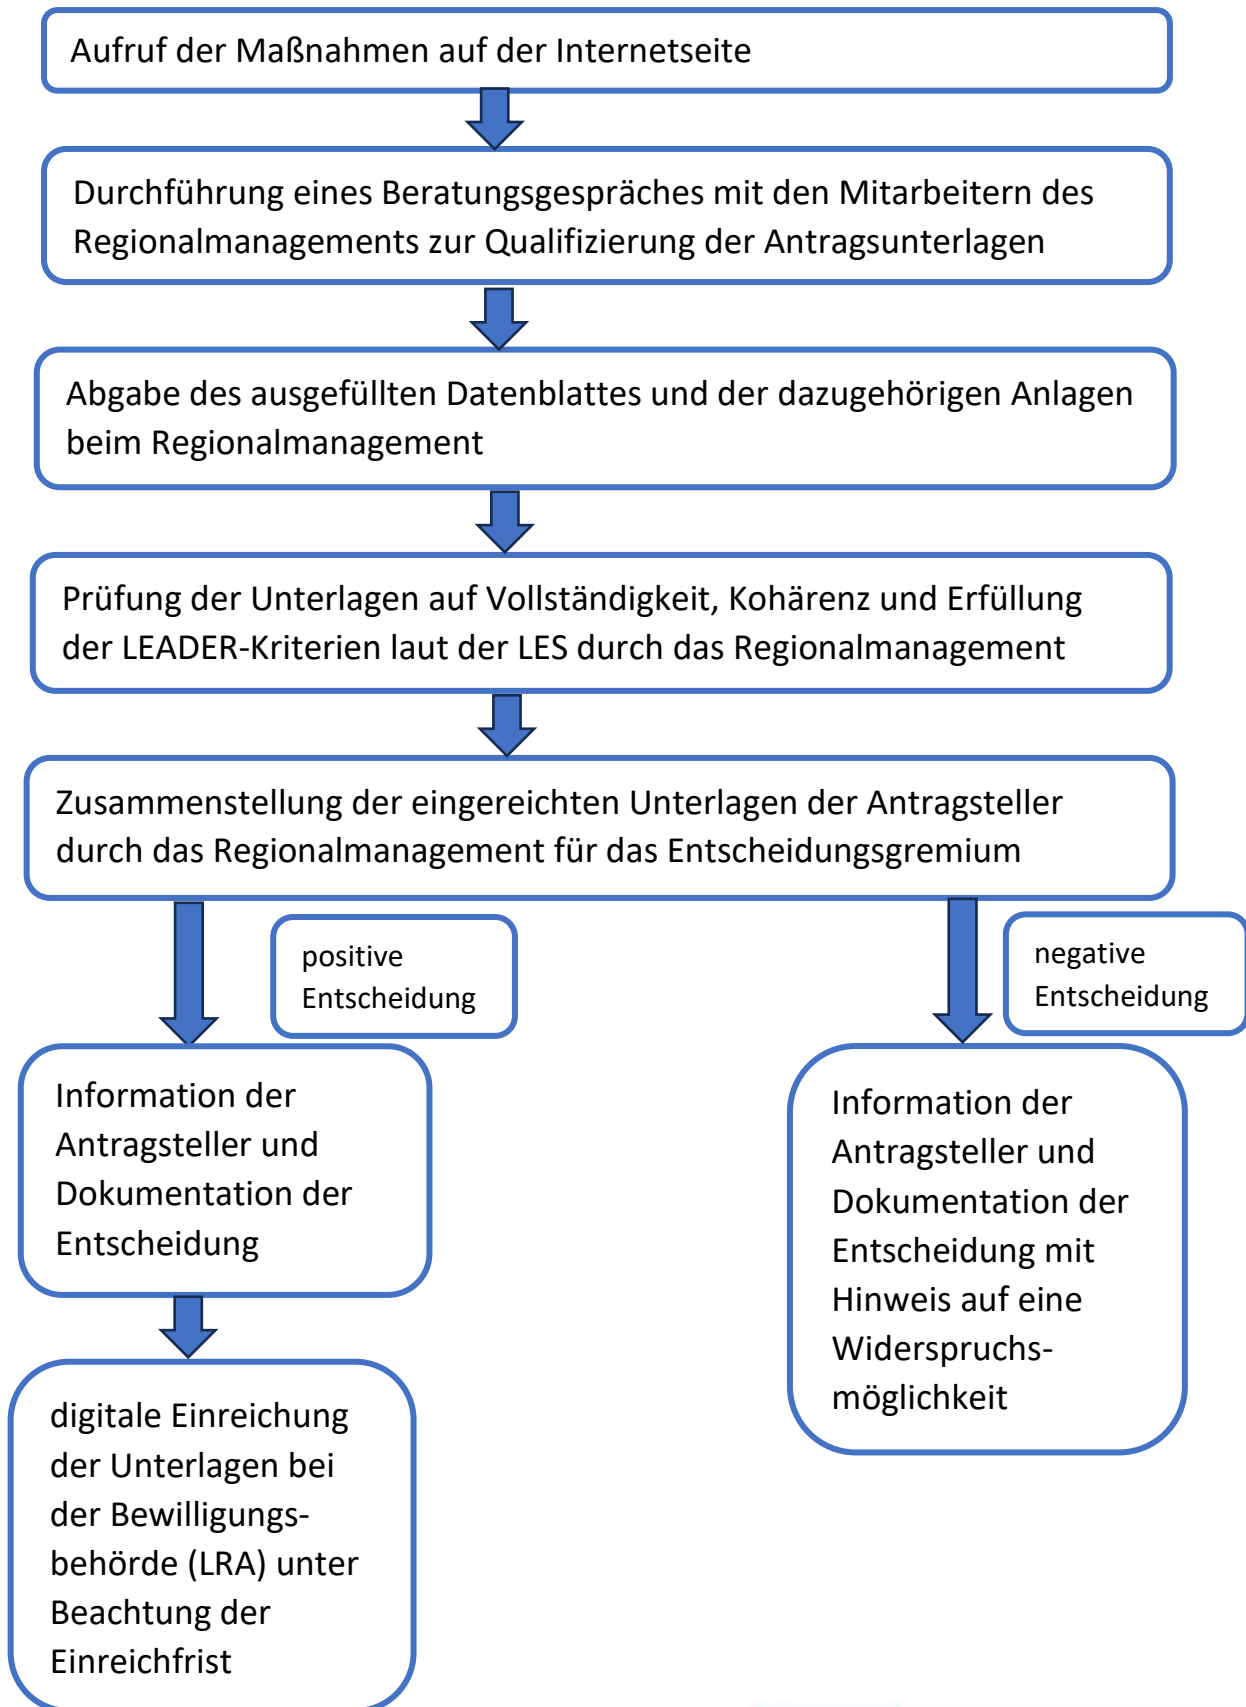 Aufruf der Maßnahmen auf der Internetseite
Durchführung eines Beratungsgespräches mit den Mitarbeitern des
Regionalmanagements zur Qualifizierung der Antragsunterlagen
Abgabe des ausgefüllten Datenblattes und der dazugehörigen Anlagen
beim Regionalmanagement
Prüfung der Unterlagen auf Vollständigkeit, Kohärenz und Erfüllung
der LEADER-Kriterien laut der LES durch das Regionalmanagement
Zusammenstellung der eingereichten Unterlagen der Antragsteller
durch das Regionalmanagement für das Entscheidungsgremium
positive
Entscheidung
negative
Entscheidung
Information der
Antragsteller und
Dokumentation der
Entscheidung
Information der
Antragsteller und
Dokumentation der
Entscheidung mit
Hinweis auf eine
Widerspruchs-
möglichkeit
digitale Einreichung
der Unterlagen bei
der Bewilligungs-
behörde (LRA) unter
Beachtung der
Einreichfrist